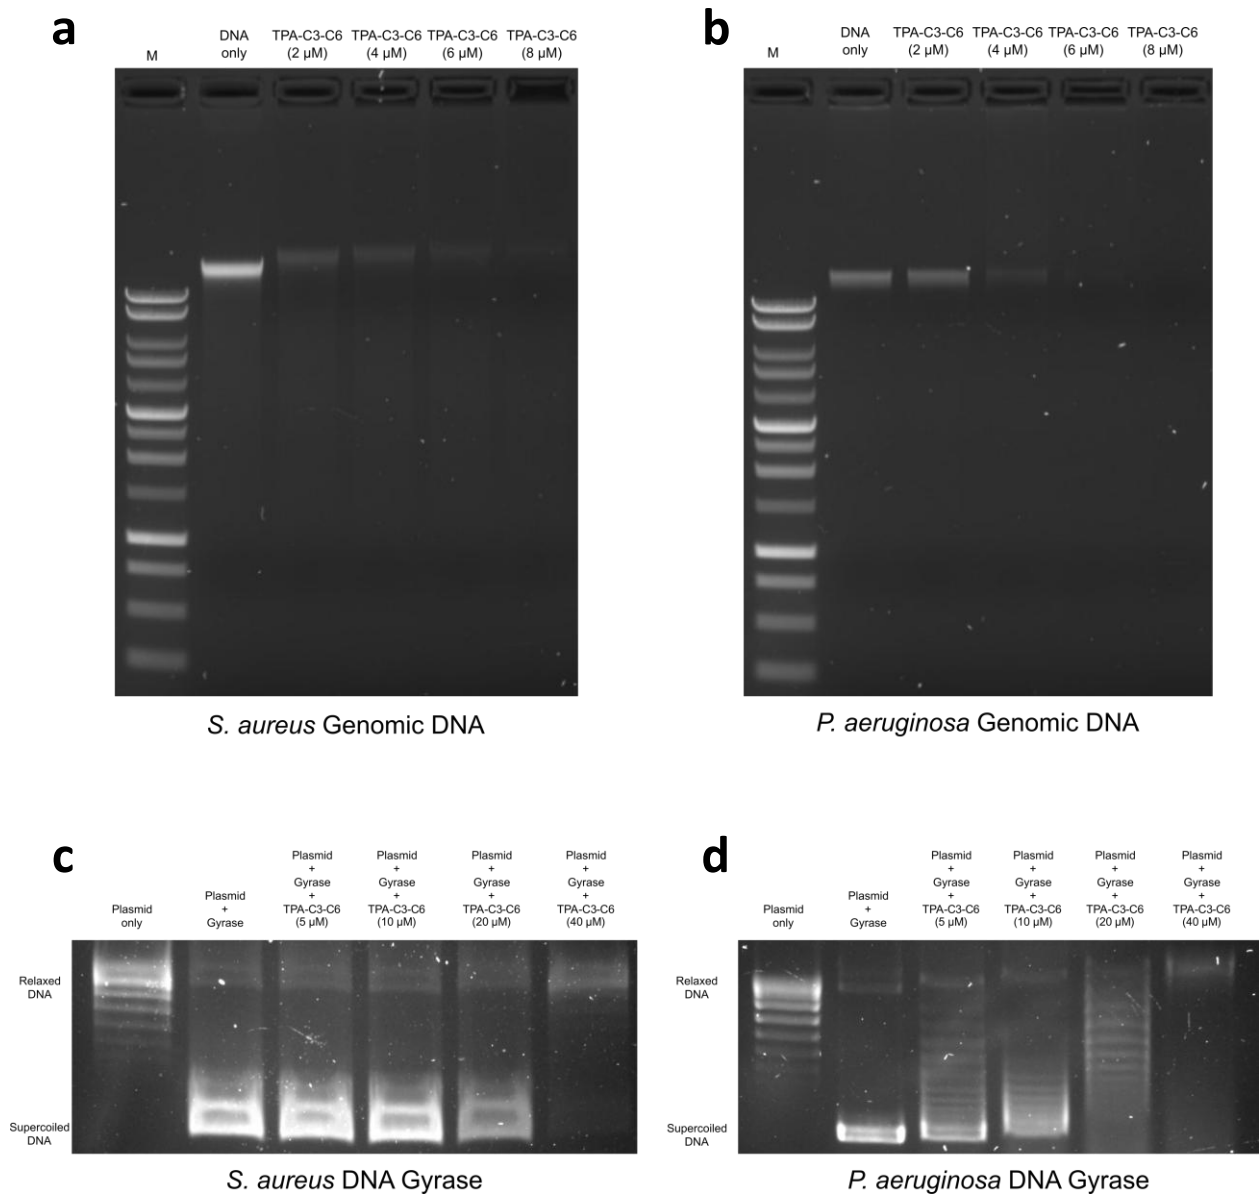 a
M
DNA
only
TPA-C3-C6
(2 µM)
TPA-C3-C6
(4 µM)
TPA-C3-C6
(6 µM)
TPA-C3-C6
(8 µM)
S. aureus Genomic DNA
b
M
DNA
only
TPA-C3-C6
(2 µM)
TPA-C3-C6
(4 µM)
TPA-C3-C6
(6 µM)
TPA-C3-C6
(8 µM)
P. aeruginosa Genomic DNA
c
Plasmid
only
Plasmid
+
Gyrase
Plasmid
+
Gyrase
+
TPA-C3-C6
(5 µM)
Plasmid
+
Gyrase
+
TPA-C3-C6
(10 µM)
Plasmid
+
Gyrase
+
TPA-C3-C6
(20 µM)
Plasmid
+
Gyrase
+
TPA-C3-C6
(40 µM)
Relaxed
DNA
Supercoiled
DNA
S. aureus DNA Gyrase
d
Plasmid
only
Plasmid
+
Gyrase
Plasmid
+
Gyrase
+
TPA-C3-C6
(5 µM)
Plasmid
+
Gyrase
+
TPA-C3-C6
(10 µM)
Plasmid
+
Gyrase
+
TPA-C3-C6
(20 µM)
Plasmid
+
Gyrase
+
TPA-C3-C6
(40 µM)
Relaxed
DNA
Supercoiled
DNA
P. aeruginosa DNA Gyrase